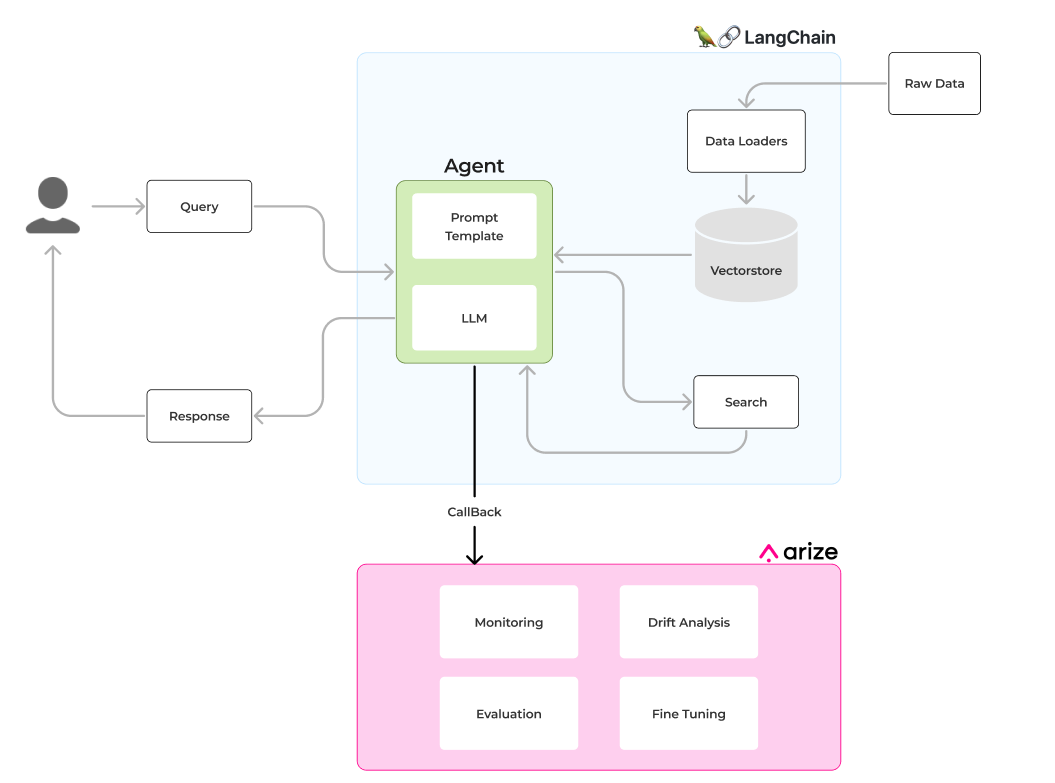 LangChain
Raw Data
Data Loaders
Agent
Prompt
Template
Query
Vectorstore
LLM
Search
Response
CallBack
arize
Monitoring
Drift Analysis
Evaluation
Fine Tuning